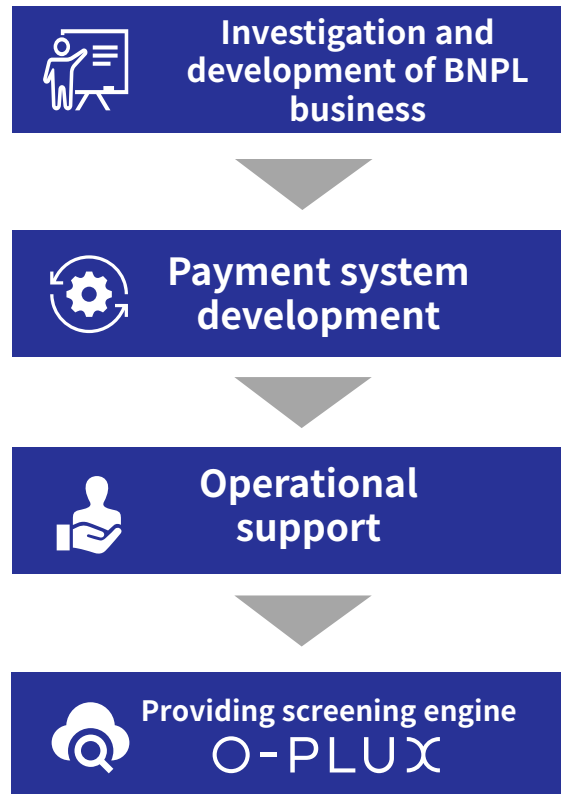 Investigation and
development of BNPL
business
Payment system
development
Operational
support
Providing screening engine
O-PLUX